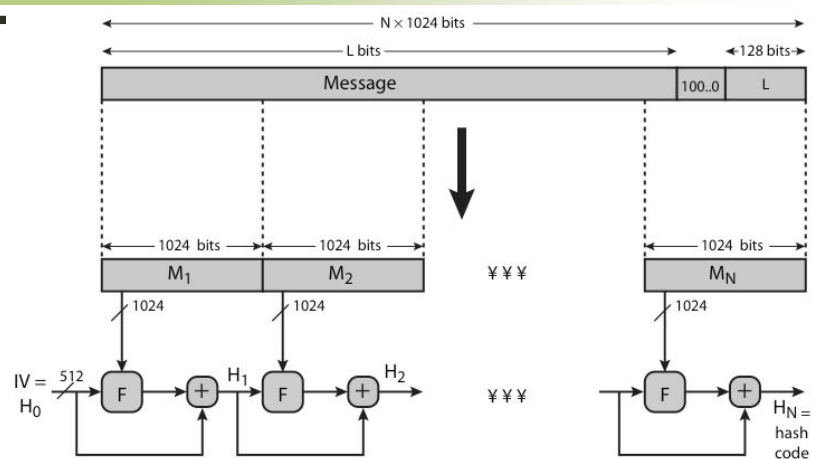 N × 1024 bits
L bits
128 bits
Message
100..0
L
1024 bits
1024 bits
1024 bits
M1
M2
¥ ¥ ¥
MN
1024
1024
1024
IV =
H0
512
F
+
H1
F
+
H2
¥ ¥ ¥
F
+
HN =
hash
code